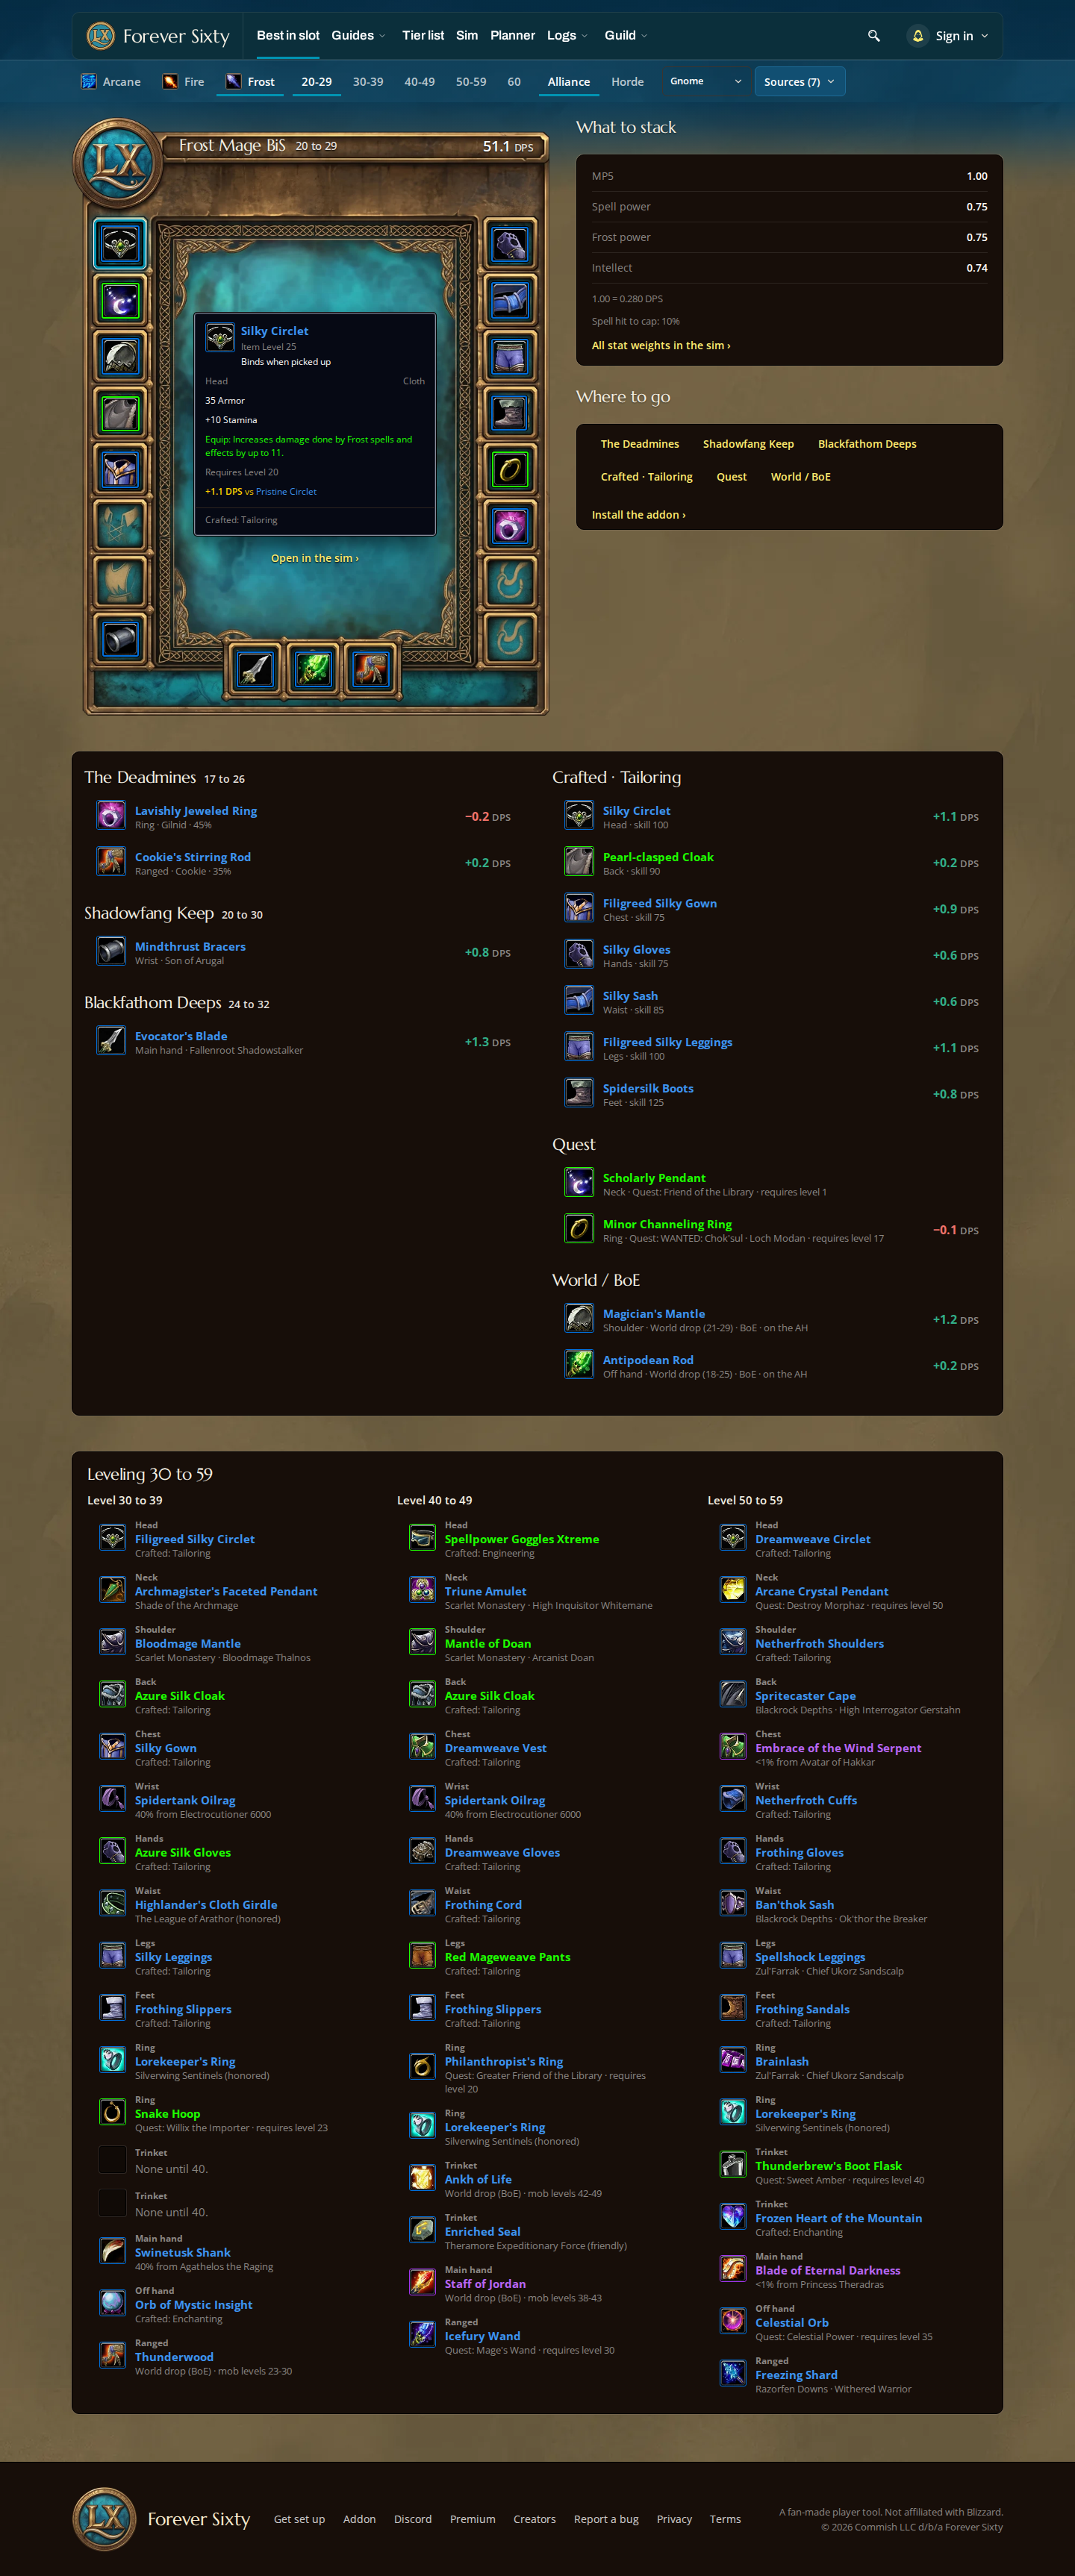 LX
Forever Sixty
Best in slot
Guides
Tier list
Sim
Planner
Logs
Guild
Sign in
Arcane
Fire
Frost
20-29
30-39
40-49
50-59
60
Alliance
Horde
Gnome
Sources (7)
LX
Frost Mage BiS 20 to 29
51.1 DPS
Silky Circlet
Item Level 25
Binds when picked up
Head Cloth
35 Armor
+10 Stamina
Equip: Increases damage done by Frost spells and
effects by up to 11.
Requires Level 20
+1.1 DPS vs Pristine Circlet
Crafted: Tailoring
Open in the sim ›
What to stack
MP5 1.00
Spell power 0.75
Frost power 0.75
Intellect 0.74
1.00 = 0.280 DPS
Spell hit to cap: 10%
All stat weights in the sim ›
Where to go
The Deadmines Shadowfang Keep Blackfathom Deeps
Crafted · Tailoring Quest World / BoE
Install the addon ›
The Deadmines 17 to 26
Lavishly Jeweled Ring
Ring · Gilnid · 45%
−0.2 DPS
Cookie's Stirring Rod
Ranged · Cookie · 35%
+0.2 DPS
Shadowfang Keep 20 to 30
Mindthrust Bracers
Wrist · Son of Arugal
+0.8 DPS
Blackfathom Deeps 24 to 32
Evocator's Blade
Main hand · Fallenroot Shadowstalker
+1.3 DPS
Crafted · Tailoring
Silky Circlet
Head · skill 100
+1.1 DPS
Pearl-clasped Cloak
Back · skill 90
+0.2 DPS
Filigreed Silky Gown
Chest · skill 75
+0.9 DPS
Silky Gloves
Hands · skill 75
+0.6 DPS
Silky Sash
Waist · skill 85
+0.6 DPS
Filigreed Silky Leggings
Legs · skill 100
+1.1 DPS
Spidersilk Boots
Feet · skill 125
+0.8 DPS
Quest
Scholarly Pendant
Neck · Quest: Friend of the Library · requires level 1
Minor Channeling Ring
Ring · Quest: WANTED: Chok'sul · Loch Modan · requires level 17
−0.1 DPS
World / BoE
Magician's Mantle
Shoulder · World drop (21-29) · BoE · on the AH
+1.2 DPS
Antipodean Rod
Off hand · World drop (18-25) · BoE · on the AH
+0.2 DPS
Leveling 30 to 59
Level 30 to 39
Head
Filigreed Silky Circlet
Crafted: Tailoring
Neck
Archmagister's Faceted Pendant
Shade of the Archmage
Shoulder
Bloodmage Mantle
Scarlet Monastery · Bloodmage Thalnos
Back
Azure Silk Cloak
Crafted: Tailoring
Chest
Silky Gown
Crafted: Tailoring
Wrist
Spidertank Oilrag
40% from Electrocutioner 6000
Hands
Azure Silk Gloves
Crafted: Tailoring
Waist
Highlander's Cloth Girdle
The League of Arathor (honored)
Legs
Silky Leggings
Crafted: Tailoring
Feet
Frothing Slippers
Crafted: Tailoring
Ring
Lorekeeper's Ring
Silverwing Sentinels (honored)
Ring
Snake Hoop
Quest: Willix the Importer · requires level 23
Trinket
None until 40.
Trinket
None until 40.
Main hand
Swinetusk Shank
40% from Agathelos the Raging
Off hand
Orb of Mystic Insight
Crafted: Enchanting
Ranged
Thunderwood
World drop (BoE) · mob levels 23-30
Level 40 to 49
Head
Spellpower Goggles Xtreme
Crafted: Engineering
Neck
Triune Amulet
Scarlet Monastery · High Inquisitor Whitemane
Shoulder
Mantle of Doan
Scarlet Monastery · Arcanist Doan
Back
Azure Silk Cloak
Crafted: Tailoring
Chest
Dreamweave Vest
Crafted: Tailoring
Wrist
Spidertank Oilrag
40% from Electrocutioner 6000
Hands
Dreamweave Gloves
Crafted: Tailoring
Waist
Frothing Cord
Crafted: Tailoring
Legs
Red Mageweave Pants
Crafted: Tailoring
Feet
Frothing Slippers
Crafted: Tailoring
Ring
Philanthropist's Ring
Quest: Greater Friend of the Library · requires
level 20
Ring
Lorekeeper's Ring
Silverwing Sentinels (honored)
Trinket
Ankh of Life
World drop (BoE) · mob levels 42-49
Trinket
Enriched Seal
Theramore Expeditionary Force (friendly)
Main hand
Staff of Jordan
World drop (BoE) · mob levels 38-43
Ranged
Icefury Wand
Quest: Mage's Wand · requires level 30
Level 50 to 59
Head
Dreamweave Circlet
Crafted: Tailoring
Neck
Arcane Crystal Pendant
Quest: Destroy Morphaz · requires level 50
Shoulder
Netherfroth Shoulders
Crafted: Tailoring
Back
Spritecaster Cape
Blackrock Depths · High Interrogator Gerstahn
Chest
Embrace of the Wind Serpent
<1% from Avatar of Hakkar
Wrist
Netherfroth Cuffs
Crafted: Tailoring
Hands
Frothing Gloves
Crafted: Tailoring
Waist
Ban'thok Sash
Blackrock Depths · Ok'thor the Breaker
Legs
Spellshock Leggings
Zul'Farrak · Chief Ukorz Sandscalp
Feet
Frothing Sandals
Crafted: Tailoring
Ring
Brainlash
Zul'Farrak · Chief Ukorz Sandscalp
Ring
Lorekeeper's Ring
Silverwing Sentinels (honored)
Trinket
Thunderbrew's Boot Flask
Quest: Sweet Amber · requires level 40
Trinket
Frozen Heart of the Mountain
Crafted: Enchanting
Main hand
Blade of Eternal Darkness
<1% from Princess Theradras
Off hand
Celestial Orb
Quest: Celestial Power · requires level 35
Ranged
Freezing Shard
Razorfen Downs · Withered Warrior
LX
Forever Sixty
Get set up
Addon
Discord
Premium
Creators
Report a bug
Privacy
Terms
A fan-made player tool. Not affiliated with Blizzard.
© 2026 Commish LLC d/b/a Forever Sixty